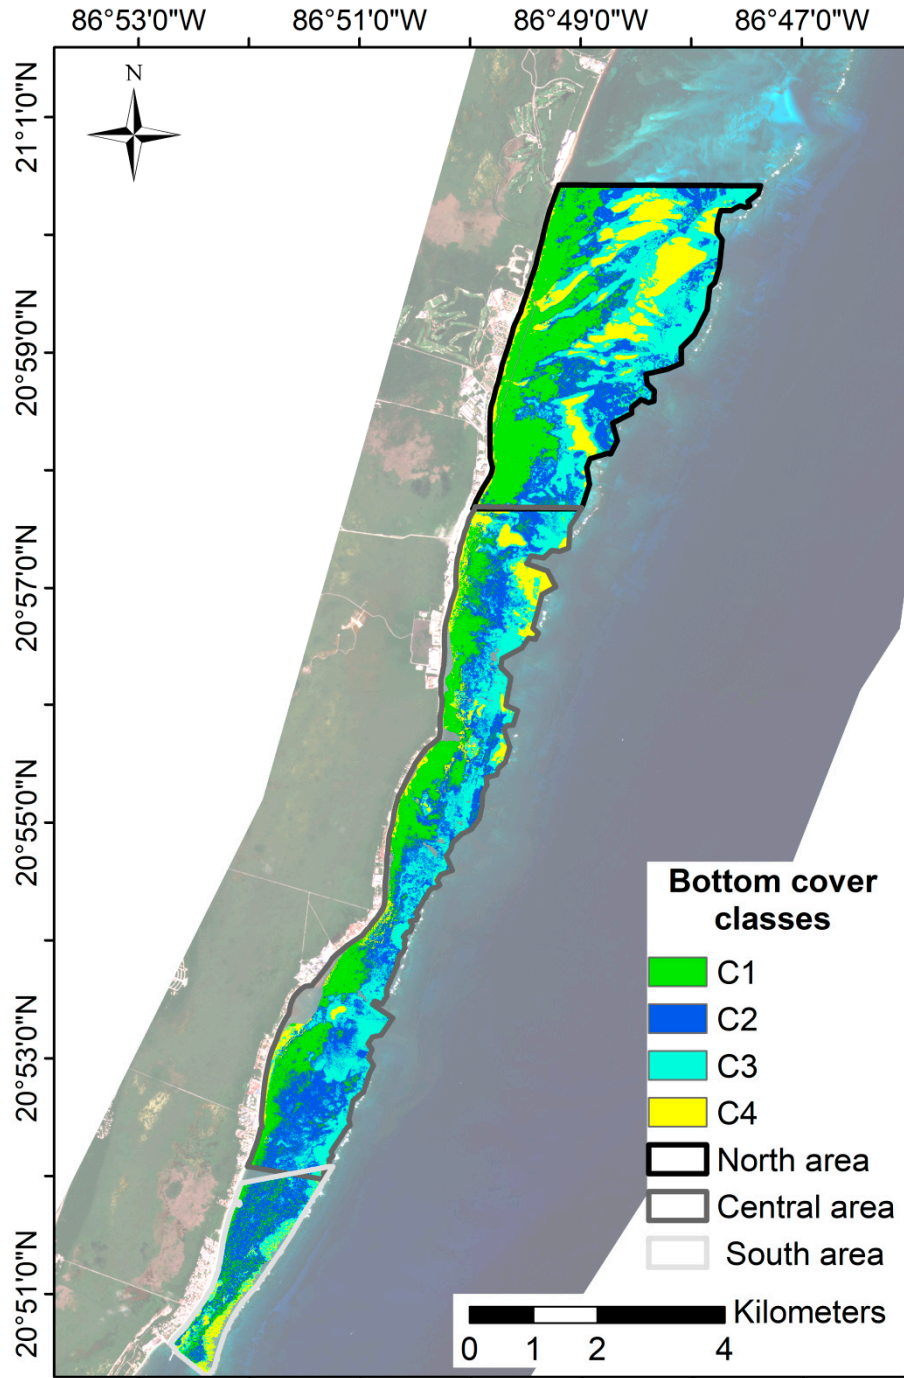 86°53'0"W 86°51'0"W 86°49'0"W 86°47'0"W
N
21°1'0"N
20°59'0"N
20°57'0"N
20°55'0"N
20°53'0"N
20°51'0"N
Bottom cover
classes
C1
C2
C3
C4
North area
Central area
South area
Kilometers
0 1 2 4